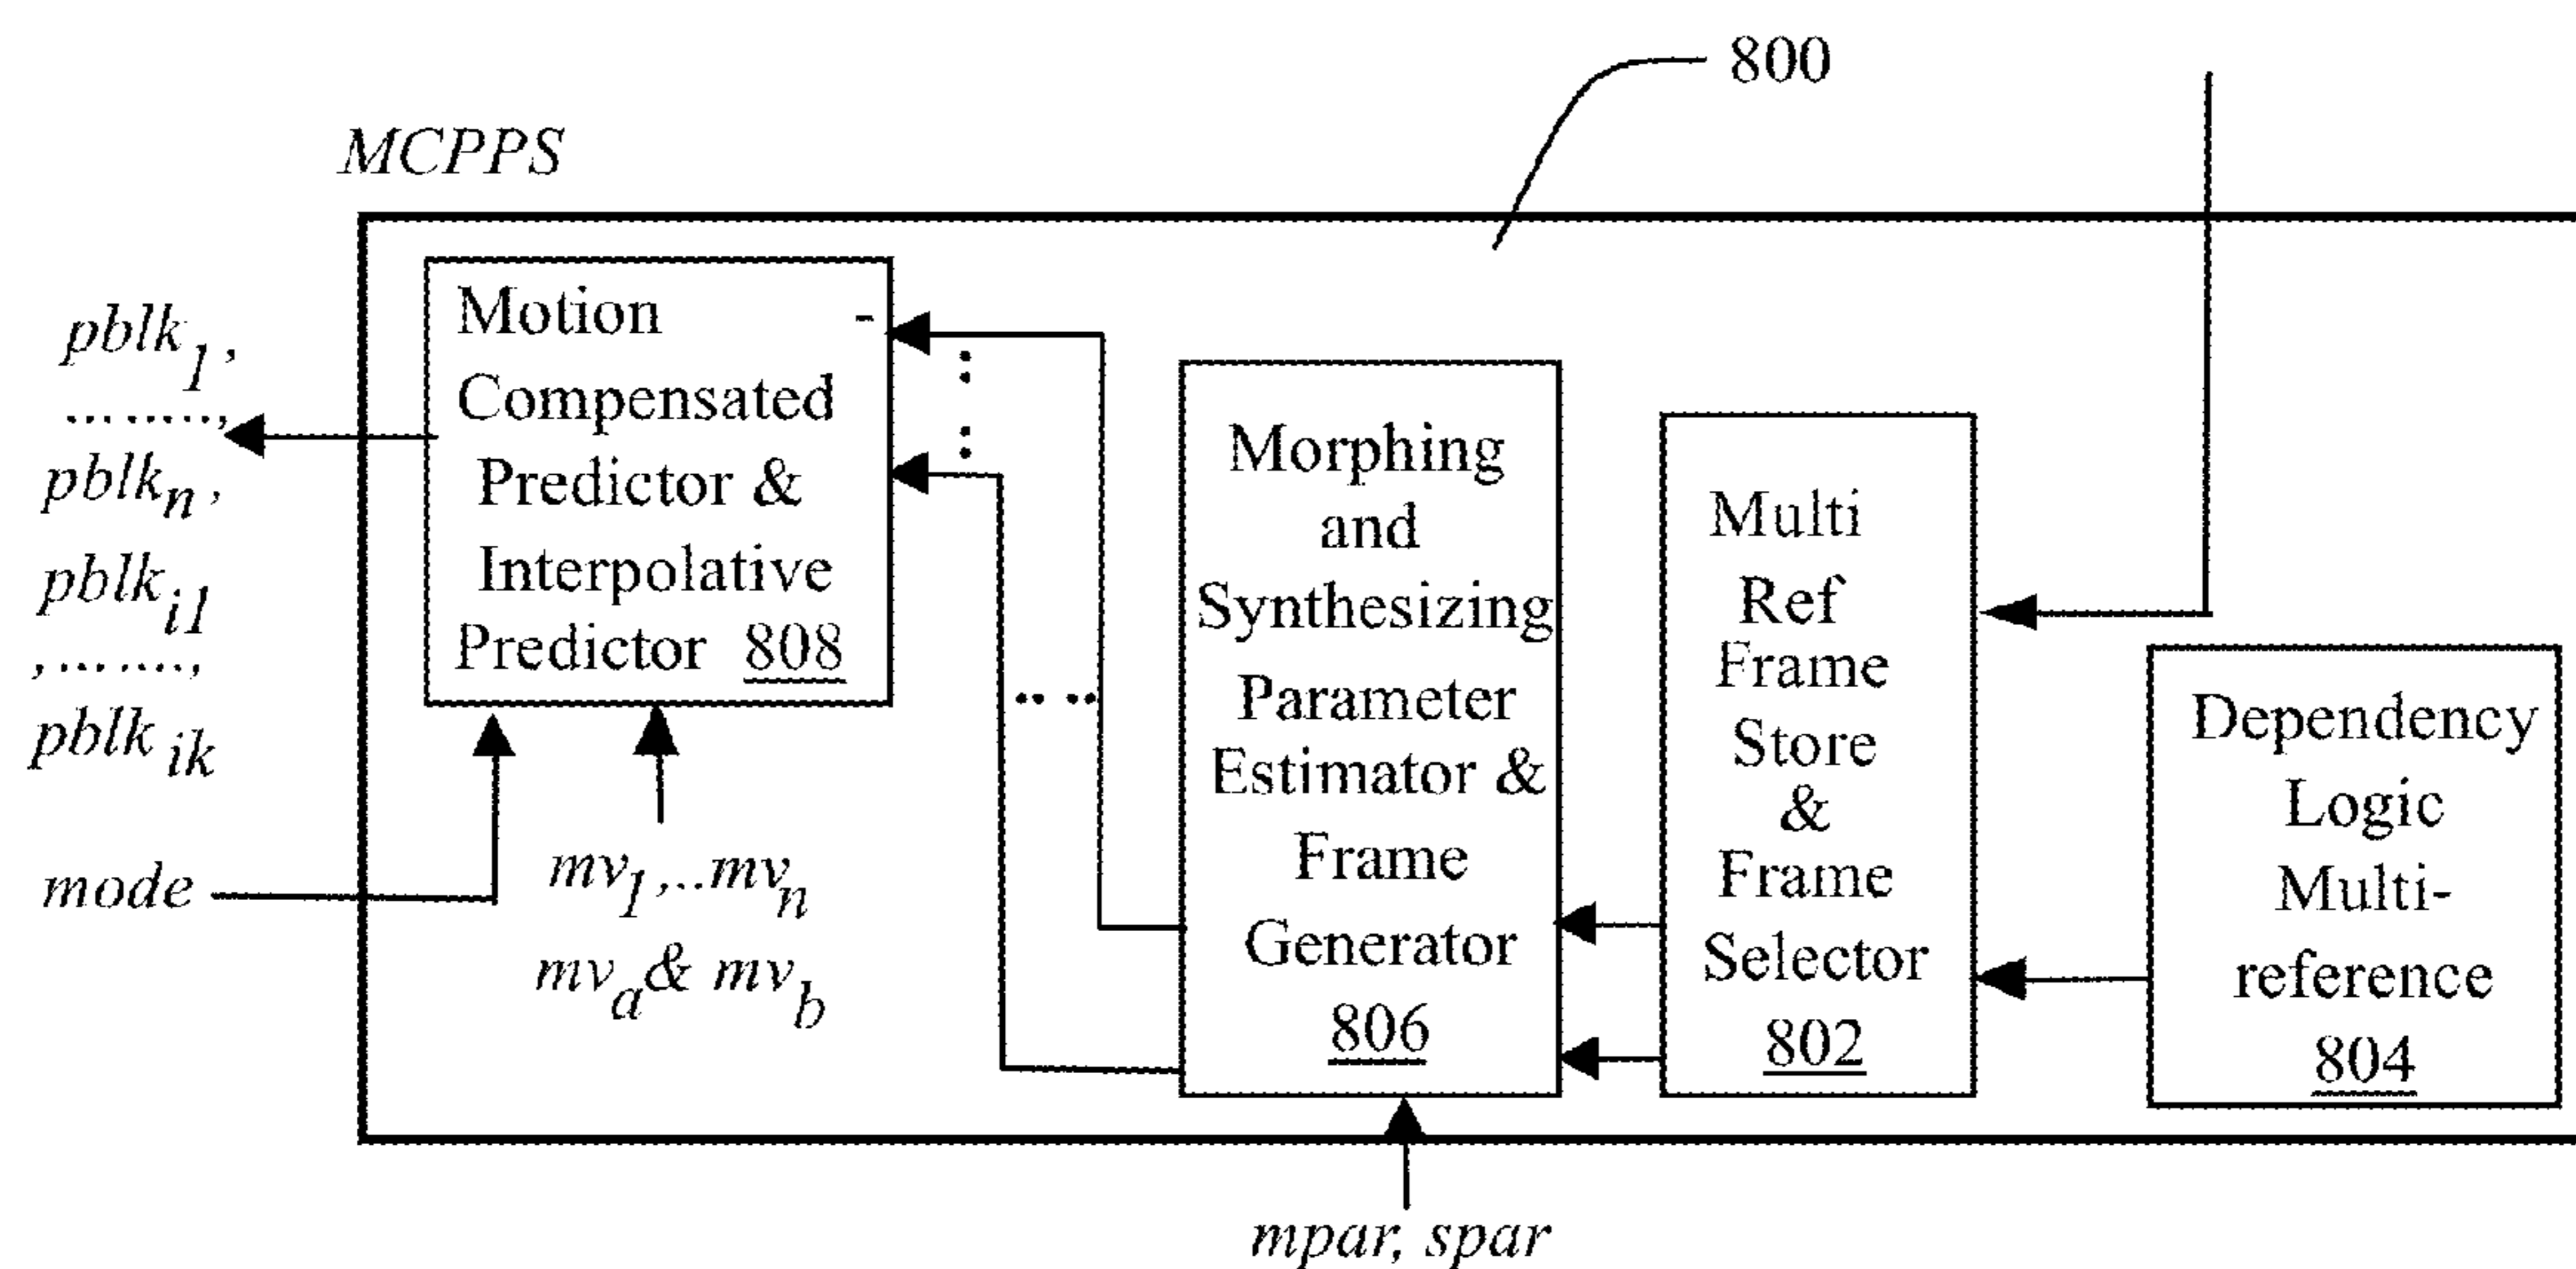 800
MCPPS
pblk1,
.........,
pblkn,
pblki1
,.......,
pblkik
mode
Motion -
Compensated
Predictor &
Interpolative
Predictor 808
mv1,..mvn
mva& mvb
Morphing
and
Synthesizing
Parameter
Estimator &
Frame
Generator
806
mpar, spar
Multi
Ref
Frame
Store
&
Frame
Selector
802
Dependency
Logic
Multi-
reference
804